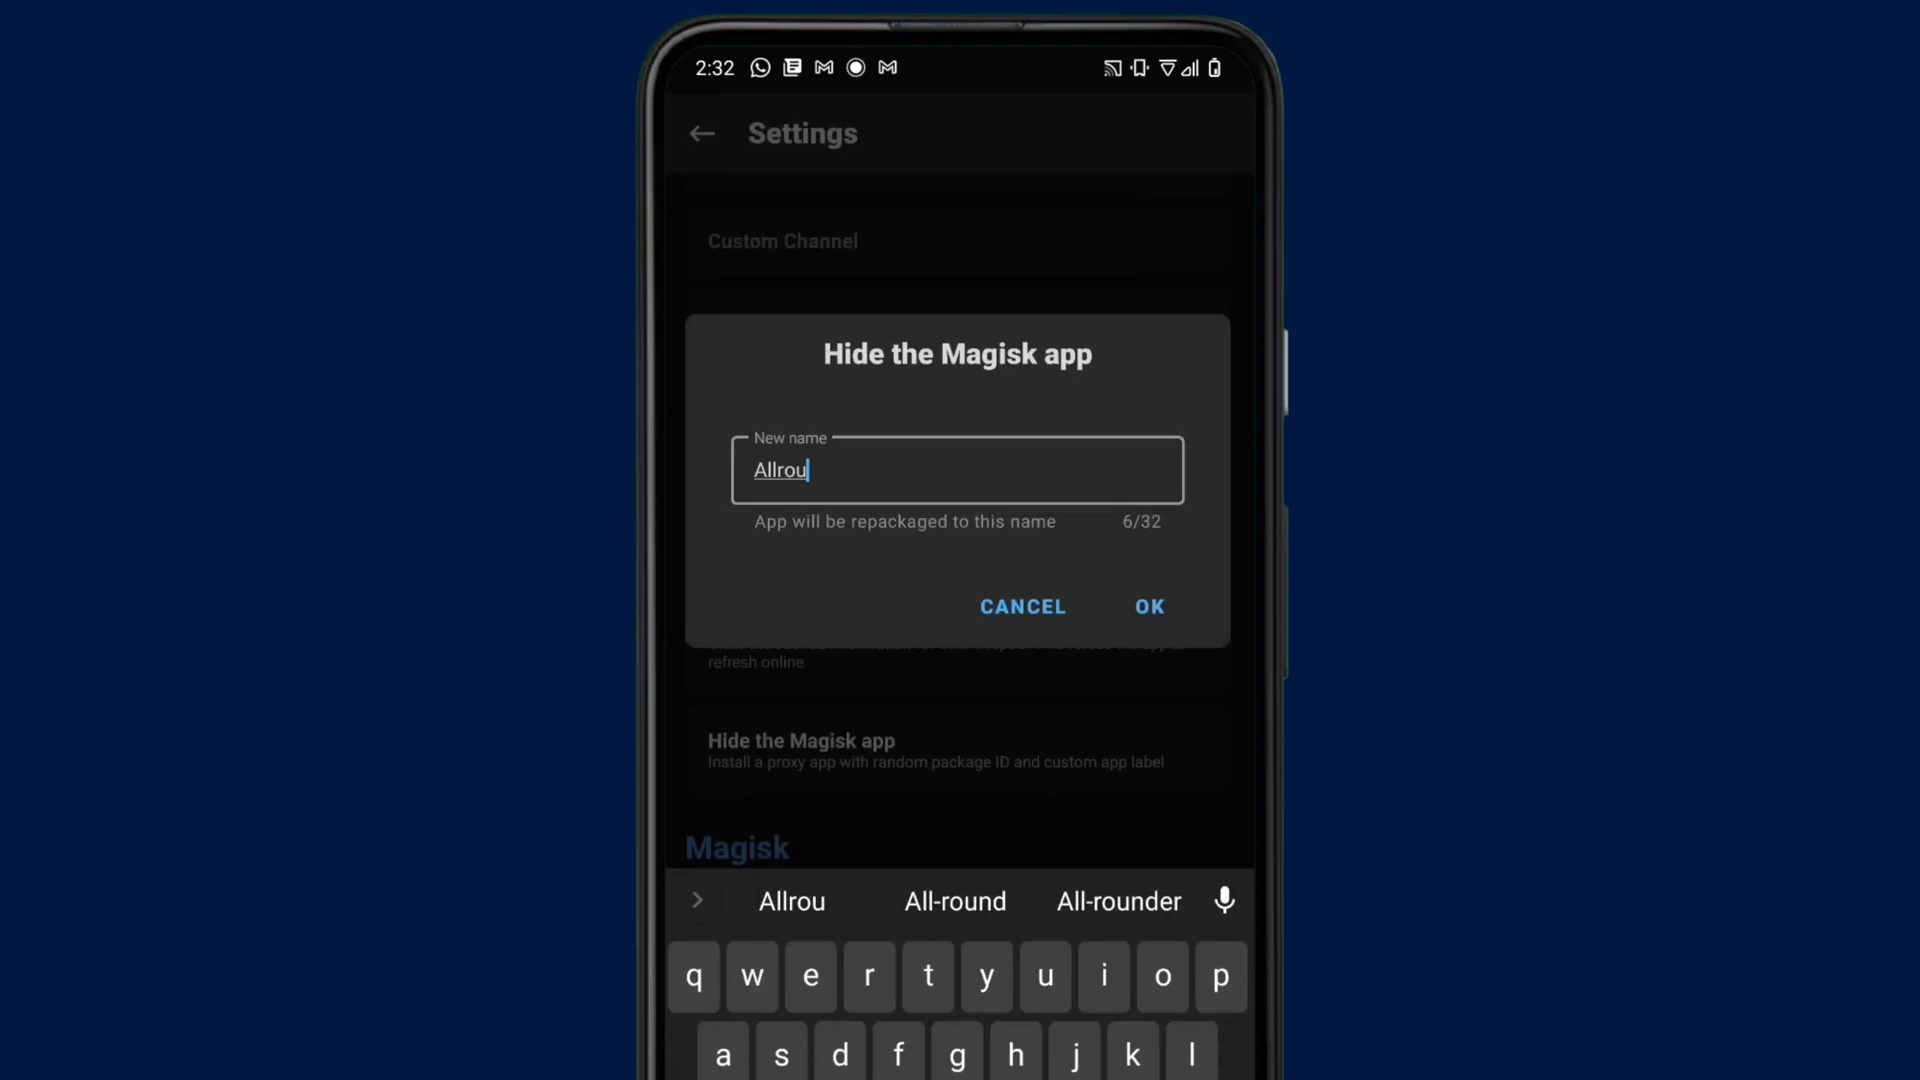 2:32
Settings
Custom Channel
Hide the Magisk app
New name
Allrou
App will be repackaged to this name 6/32
CANCEL OK
refresh online
Hide the Magisk app
Install a proxy app with random package ID and custom app label
Magisk
Allrou All-round All-rounder
q w e r t y u i o p
a s d f g h j k l